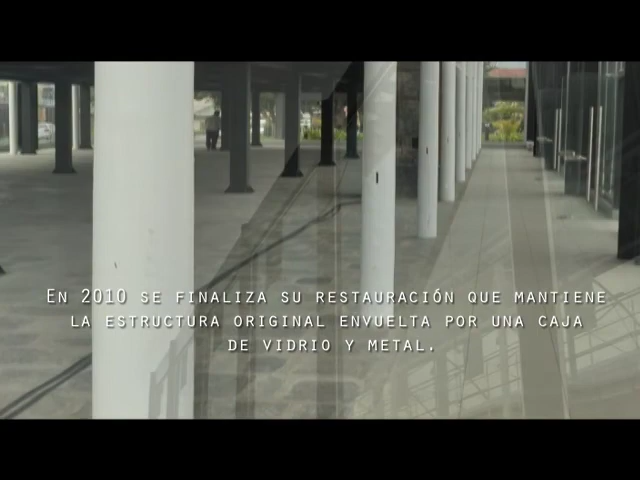 En 2010 se finaliza su restauración que mantiene
la estructura original envuelta por una caja
de vidrio y metal.